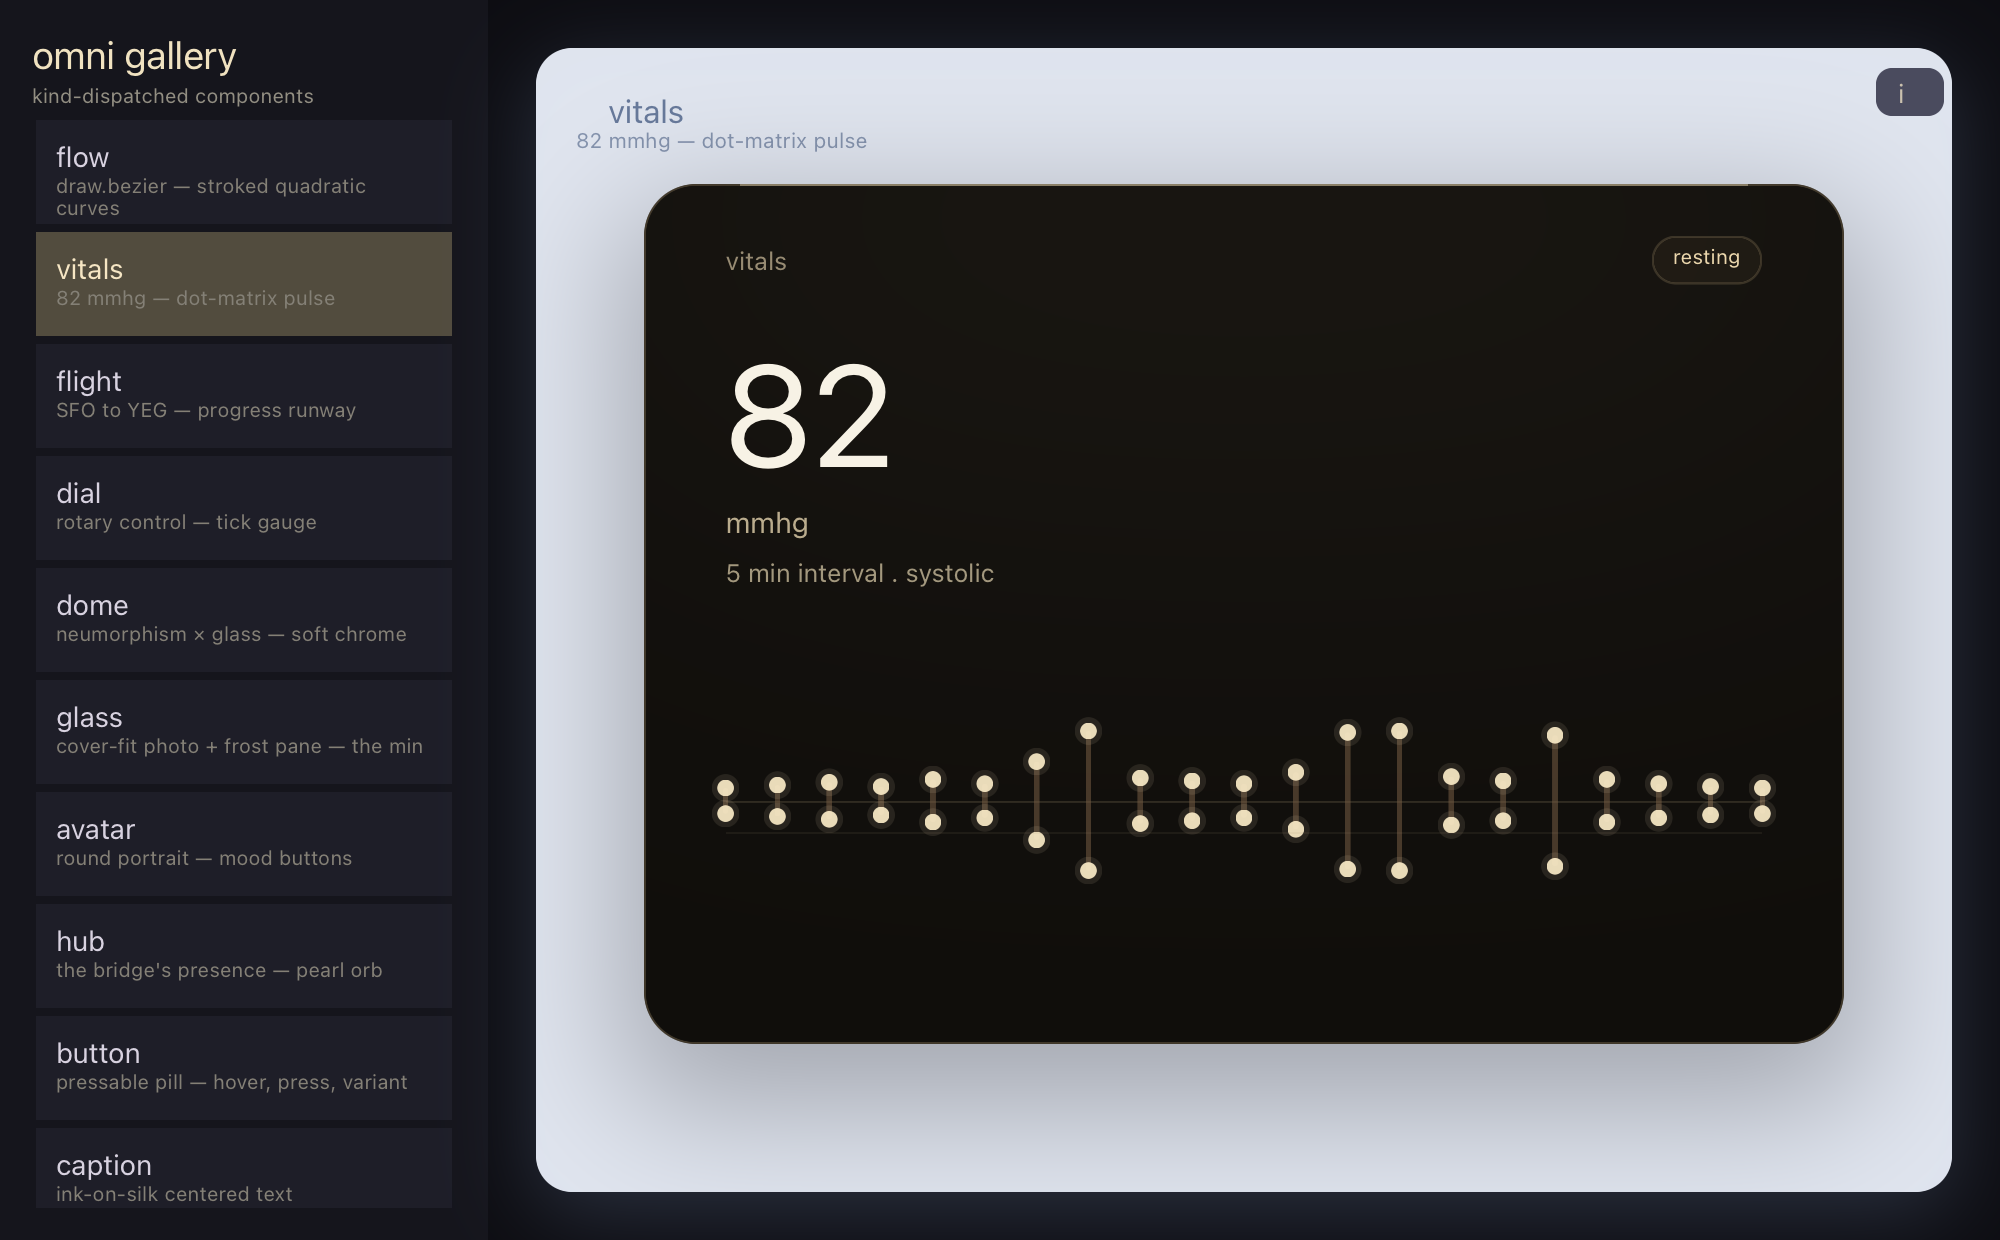 omni gallery
kind-dispatched components
flow
draw.bezier — stroked quadratic
curves
vitals
82 mmhg — dot-matrix pulse
flight
SFO to YEG — progress runway
dial
rotary control — tick gauge
dome
neumorphism × glass — soft chrome
glass
cover-fit photo + frost pane — the min
avatar
round portrait — mood buttons
hub
the bridge's presence — pearl orb
button
pressable pill — hover, press, variant
caption
ink-on-silk centered text
vitals
82 mmhg — dot-matrix pulse
i
vitals
resting
82
mmhg
5 min interval . systolic